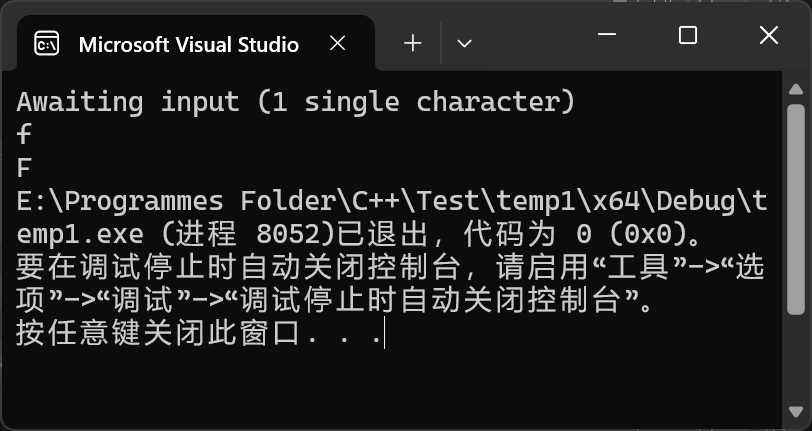 Microsoft Visual Studio
Awaiting input (1 single character)
f
F
E:\Programmes Folder\C++\Test\temp1\x64\Debug\t
emp1.exe (进程 8052)已退出，代码为 0 (0x0)。
要在调试停止时自动关闭控制台，请启用“工具”->“选
项”->“调试”->“调试停止时自动关闭控制台”。
按任意键关闭此窗口. . .